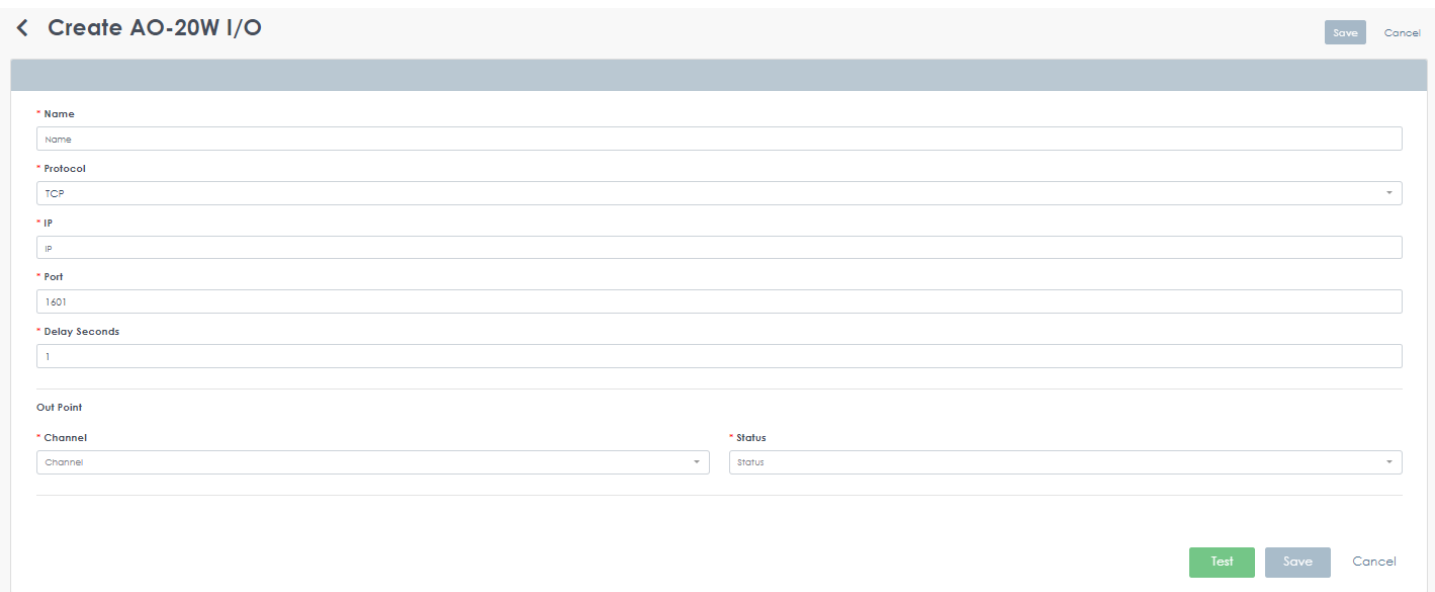 Create AO-20W I/O
Save Cancel
* Name
Name
* Protocol
TCP
* IP
IP
* Port
1601
* Delay Seconds
1
Out Point
* Channel * Status
Channel Status
Test Save Cancel